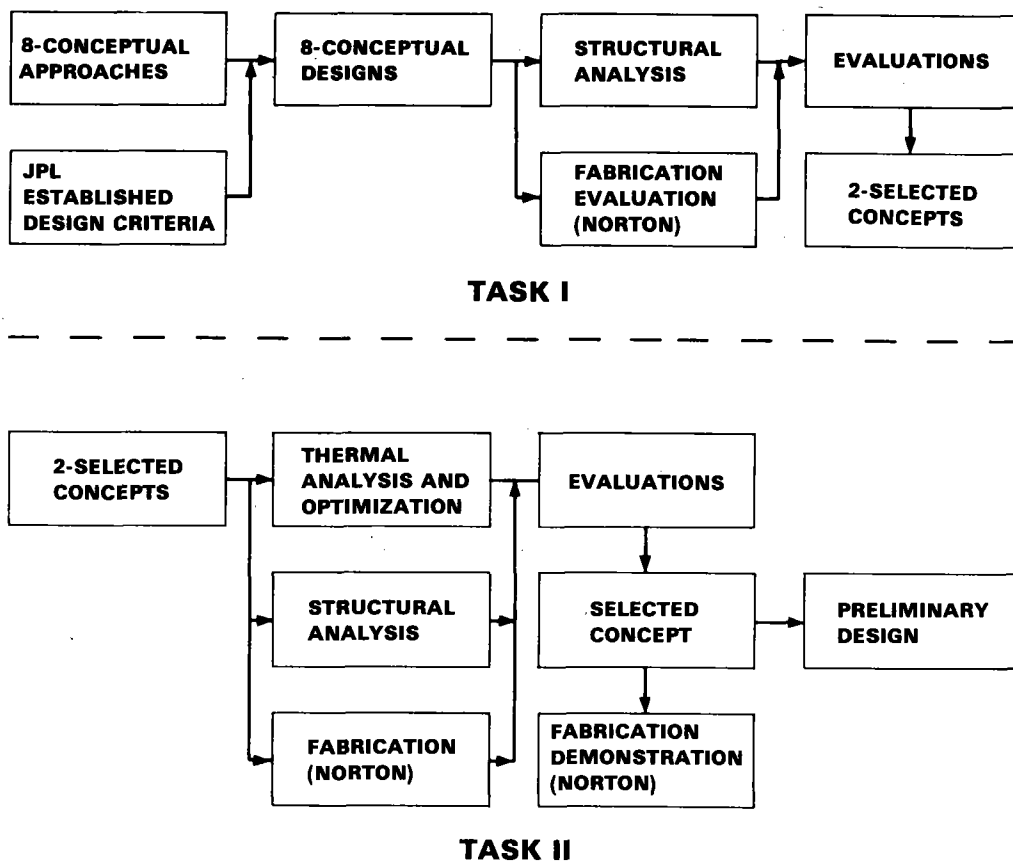 8-CONCEPTUAL
APPROACHES
8-CONCEPTUAL
DESIGNS
STRUCTURAL
ANALYSIS
EVALUATIONS
JPL
ESTABLISHED
DESIGN CRITERIA
FABRICATION
EVALUATION
(NORTON)
2-SELECTED
CONCEPTS
TASK I
2-SELECTED
CONCEPTS
THERMAL
ANALYSIS AND
OPTIMIZATION
EVALUATIONS
STRUCTURAL
ANALYSIS
SELECTED
CONCEPT
PRELIMINARY
DESIGN
FABRICATION
(NORTON)
FABRICATION
DEMONSTRATION
(NORTON)
TASK II